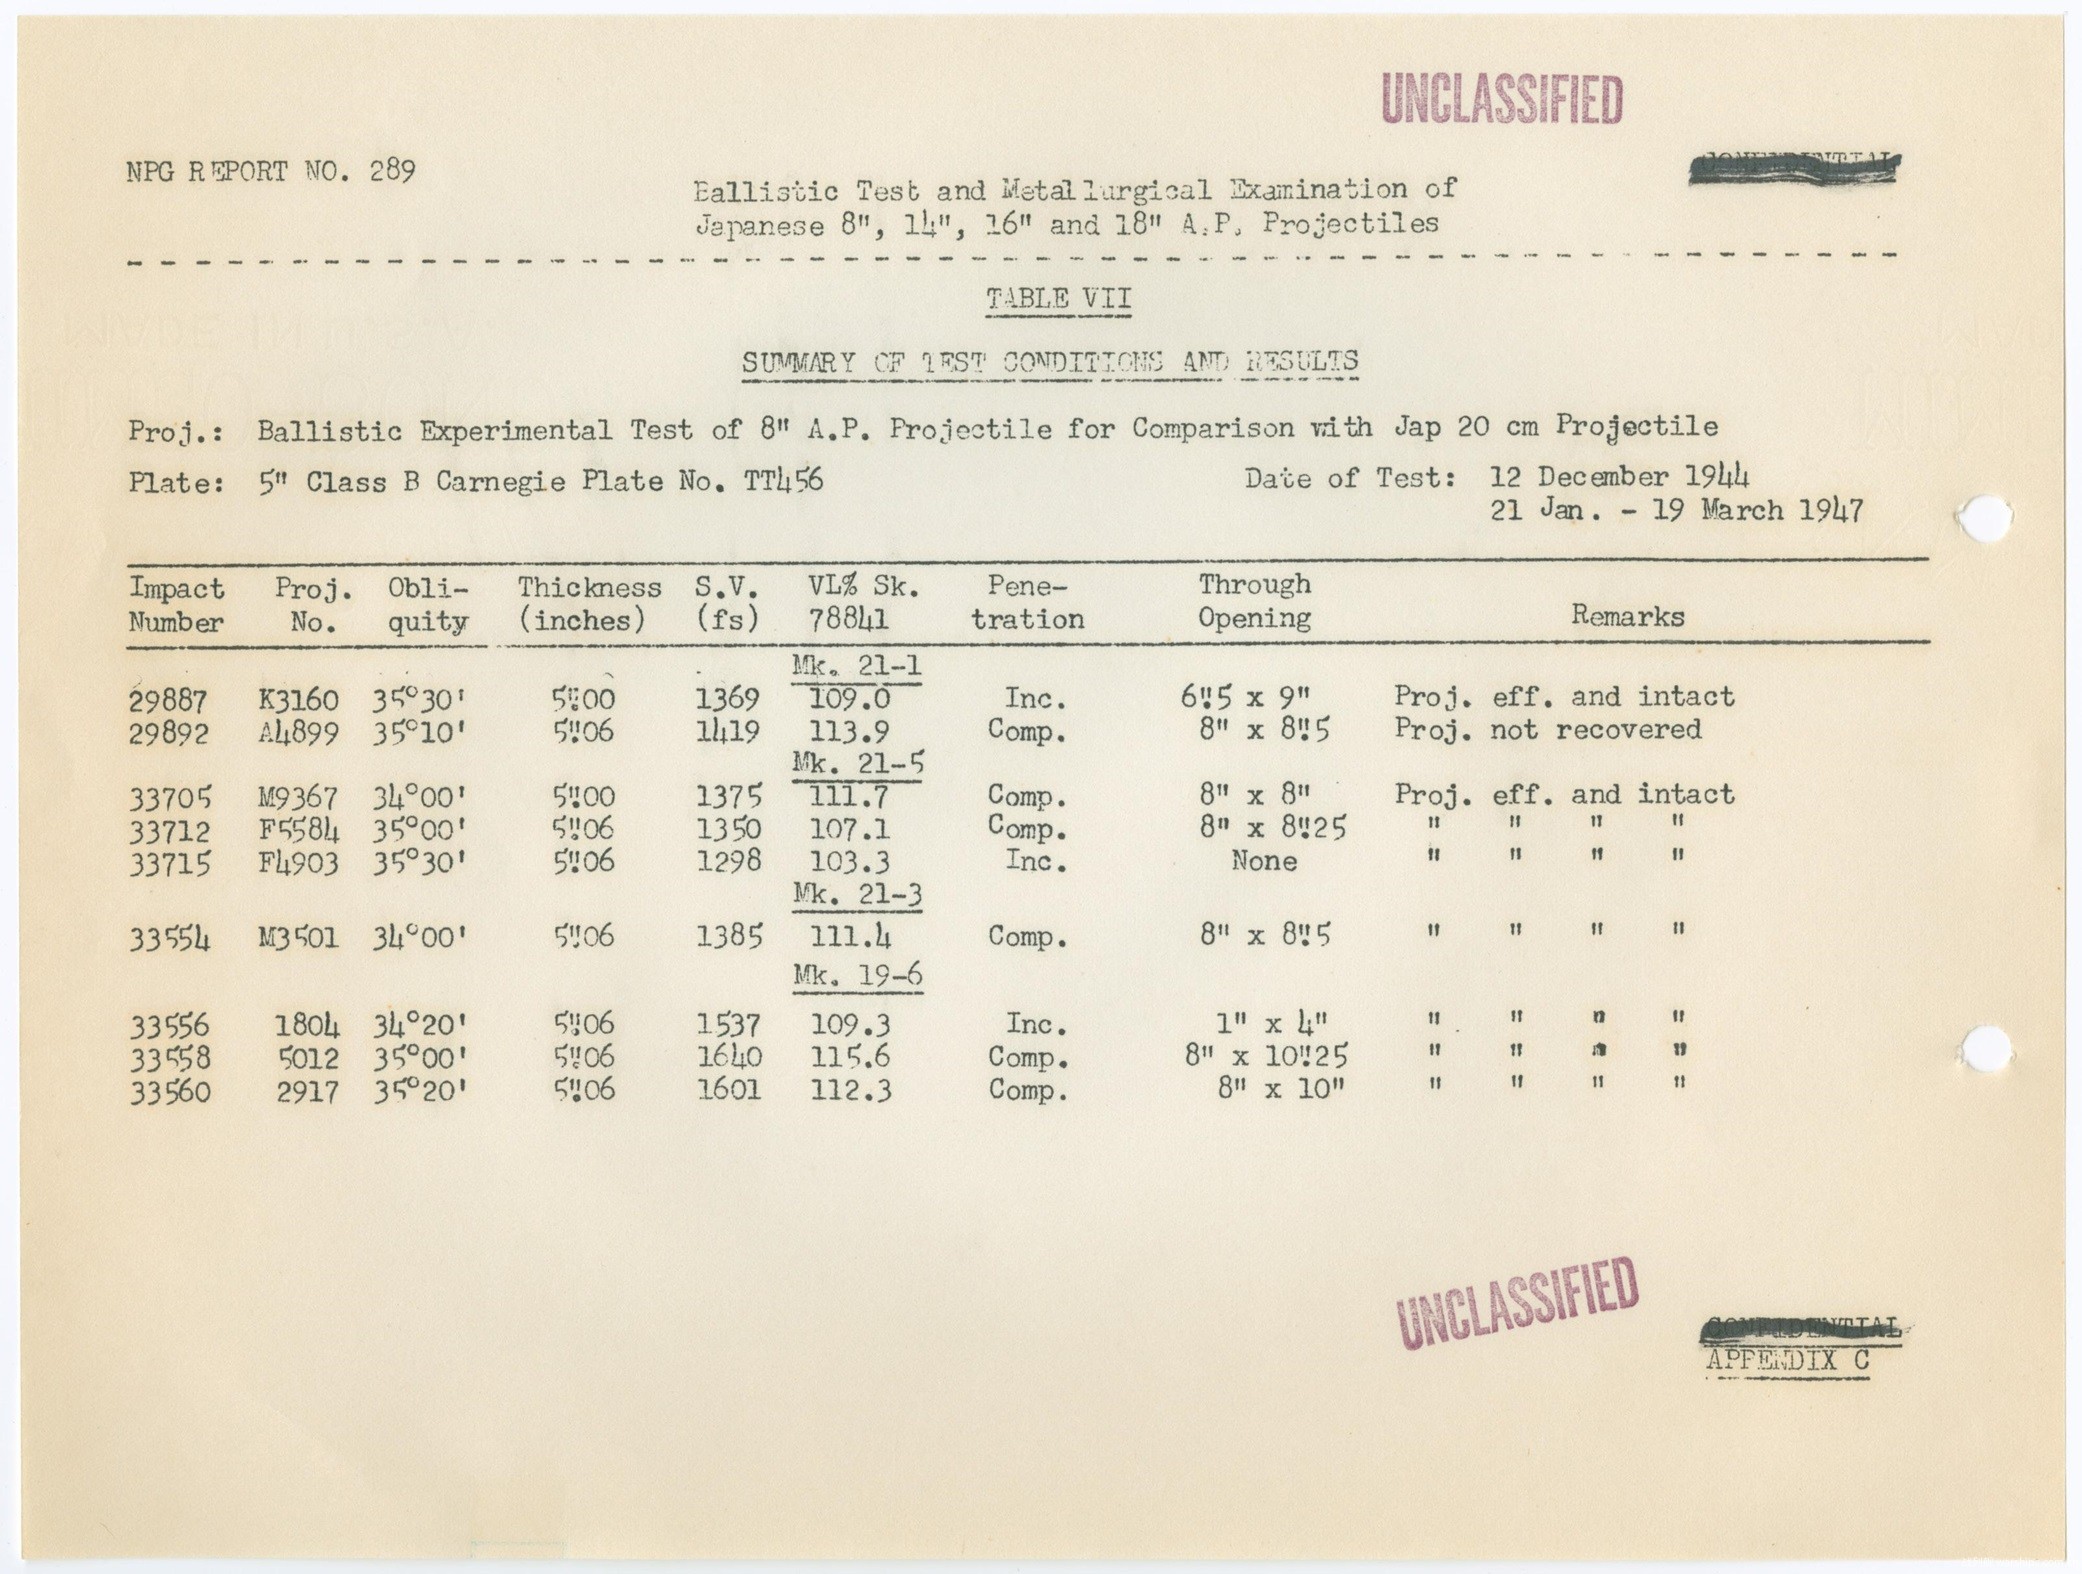 UNCLASSIFIED
NPG REPORT NO. 289
CONFIDENTIAL
Ballistic Test and Metallurgical Examination of
Japanese 8", 14", 16" and 18" A.P. Projectiles
TABLE VII
SUMMARY OF TEST CONDITIONS AND RESULTS
Proj.: Ballistic Experimental Test of 8" A.P. Projectile for Comparison with Jap 20 cm Projectile
Plate: 5" Class B Carnegie Plate No. TT456 Date of Test: 12 December 1944
21 Jan. - 19 March 1947
Impact Proj. Obli- Thickness S.V. VL% Sk. Pene- Through
Number No. quity (inches) (fs) 78841 tration Opening Remarks
Mk. 21-1
29887 K3160 35°30' 5".00 1369 109.0 Inc. 6".5 x 9" Proj. eff. and intact
29892 A4899 35°10' 5".06 1419 113.9 Comp. 8" x 8".5 Proj. not recovered
Mk. 21-5
33705 M9367 34°00' 5".00 1375 111.7 Comp. 8" x 8" Proj. eff. and intact
33712 F5584 35°00' 5".06 1350 107.1 Comp. 8" x 8".25 " " " "
33715 F4903 35°30' 5".06 1298 103.3 Inc. None " " " "
Mk. 21-3
33554 M3501 34°00' 5".06 1385 111.4 Comp. 8" x 8".5 " " " "
Mk. 19-6
33556 1804 34°20' 5".06 1537 109.3 Inc. 1" x 4" " " " "
33558 5012 35°00' 5".06 1640 115.6 Comp. 8" x 10".25 " " " "
33560 2917 35°20' 5".06 1601 112.3 Comp. 8" x 10" " " " "
UNCLASSIFIED
CONFIDENTIAL
APPENDIX C